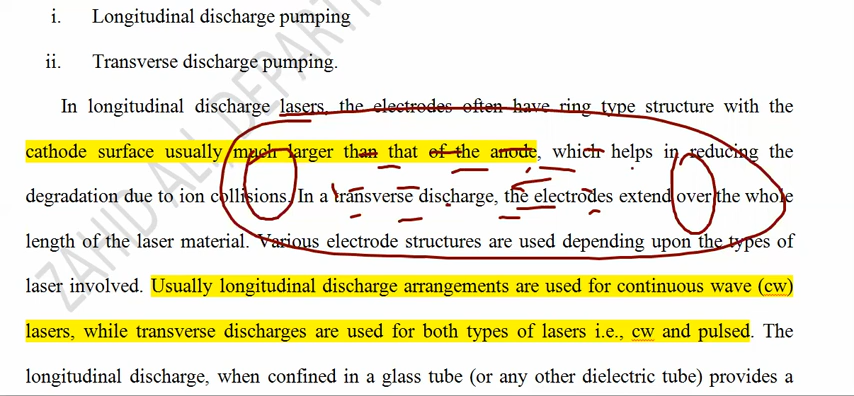 i. Longitudinal discharge pumping
ii. Transverse discharge pumping.
In longitudinal discharge lasers, the electrodes often have ring type structure with the
cathode surface usually much larger than that of the anode, which helps in reducing the
degradation due to ion collisions. In a transverse discharge, the electrodes extend over the whole
length of the laser material. Various electrode structures are used depending upon the types of
laser involved. Usually longitudinal discharge arrangements are used for continuous wave (cw)
lasers, while transverse discharges are used for both types of lasers i.e., cw and pulsed. The
longitudinal discharge, when confined in a glass tube (or any other dielectric tube) provides a